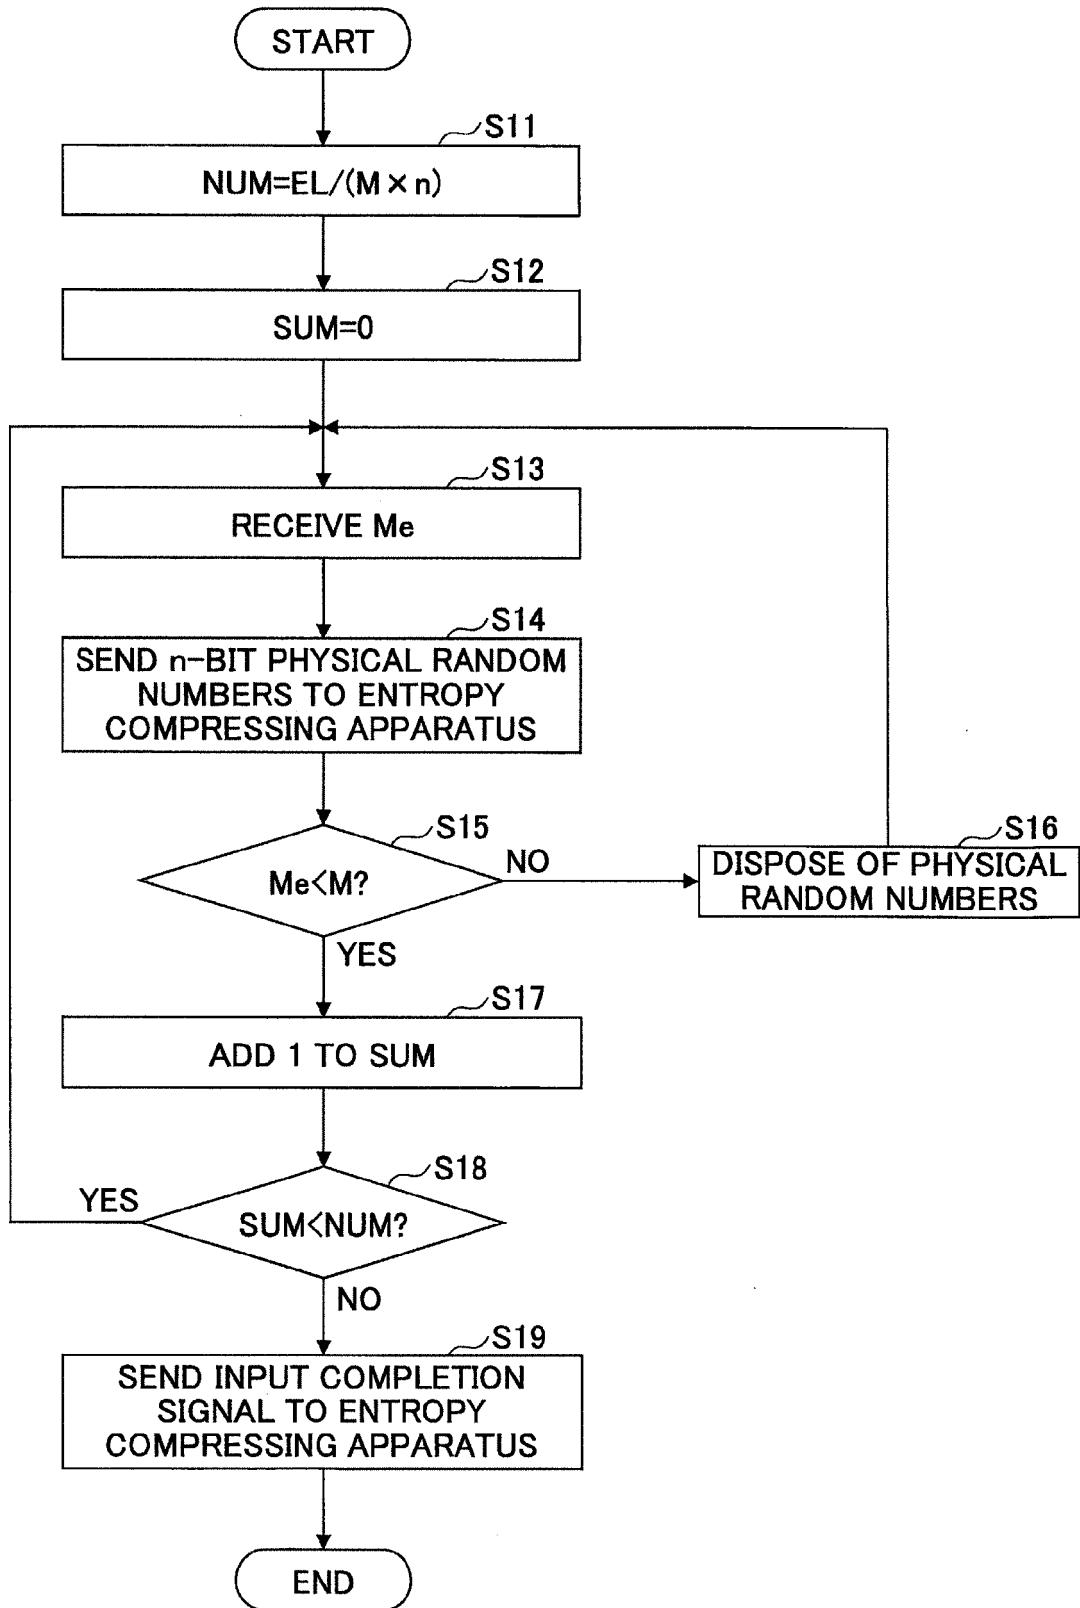 START
S11
NUM=EL/(M×n)
S12
SUM=0
S13
RECEIVE Me
S14
SEND n-BIT PHYSICAL RANDOM
NUMBERS TO ENTROPY
COMPRESSING APPARATUS
S15
Me<M?
NO
YES
S16
DISPOSE OF PHYSICAL
RANDOM NUMBERS
S17
ADD 1 TO SUM
S18
SUM<NUM?
YES
NO
S19
SEND INPUT COMPLETION
SIGNAL TO ENTROPY
COMPRESSING APPARATUS
END